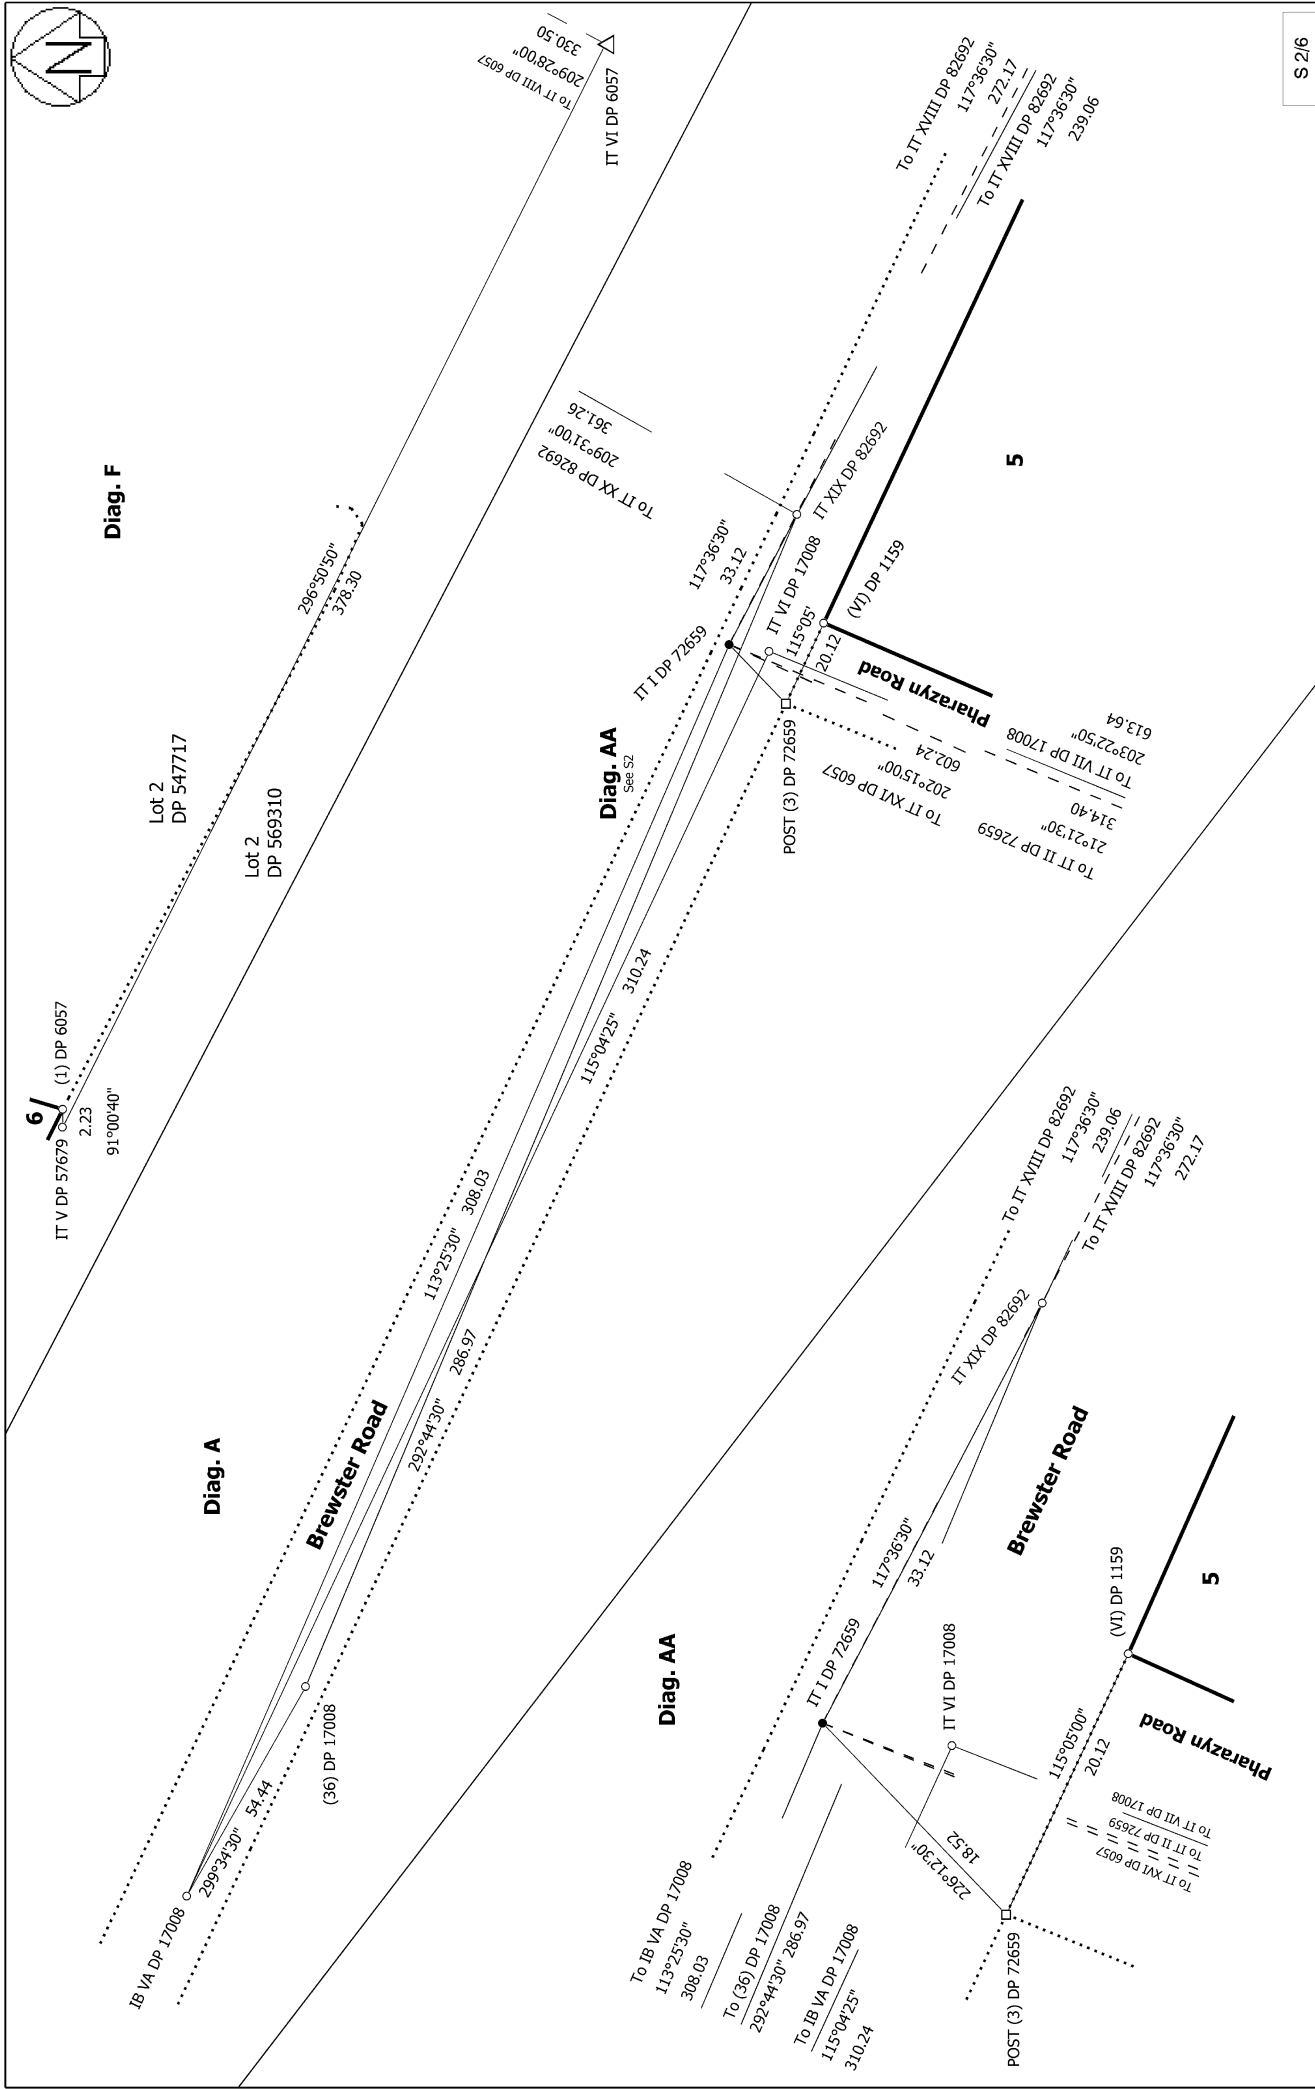 N
Diag. F
6
(1) DP 6057
IT V DP 57679
2.23
91°00'40"
Lot 2
DP 547717
Lot 2
DP 569310
296°50'50"
378.30
To IT VIII DP 6057
209°28'00"
330.50
IT VI DP 6057
Diag. A
Brewster Road
IB VA DP 17008
299°34'30"
54.44
(36) DP 17008
113°25'30"
308.03
292°44'30"
286.97
115°04'25"
310.24
Diag. AA
See S2
IT I DP 72659
117°36'30"
33.12
To IT XX DP 82692
209°31'00"
361.26
IT XIX DP 82692
IT VI DP 17008
115°05'
20.12
(VI) DP 1159
POST (3) DP 72659
Pharazyn Road
5
To IT XVI DP 6057
202°15'00"
602.24
To IT II DP 72659
21°21'30"
314.40
To IT VII DP 17008
203°22'50"
613.64
To IT XVIII DP 82692
117°36'30"
272.17
To IT XVIII DP 82692
117°36'30"
239.06
Diag. AA
To IB VA DP 17008
113°25'30"
308.03
To (36) DP 17008
292°44'30" 286.97
To IB VA DP 17008
115°04'25"
310.24
IT I DP 72659
117°36'30"
33.12
IT XIX DP 82692
To IT XVIII DP 82692
117°36'30"
239.06
To IT XVIII DP 82692
117°36'30"
272.17
Brewster Road
IT VI DP 17008
226°12'30"
18.52
POST (3) DP 72659
115°05'00"
20.12
(VI) DP 1159
5
Pharazyn Road
To IT XVI DP 6057
To IT II DP 72659
To IT VII DP 17008
S 2/6